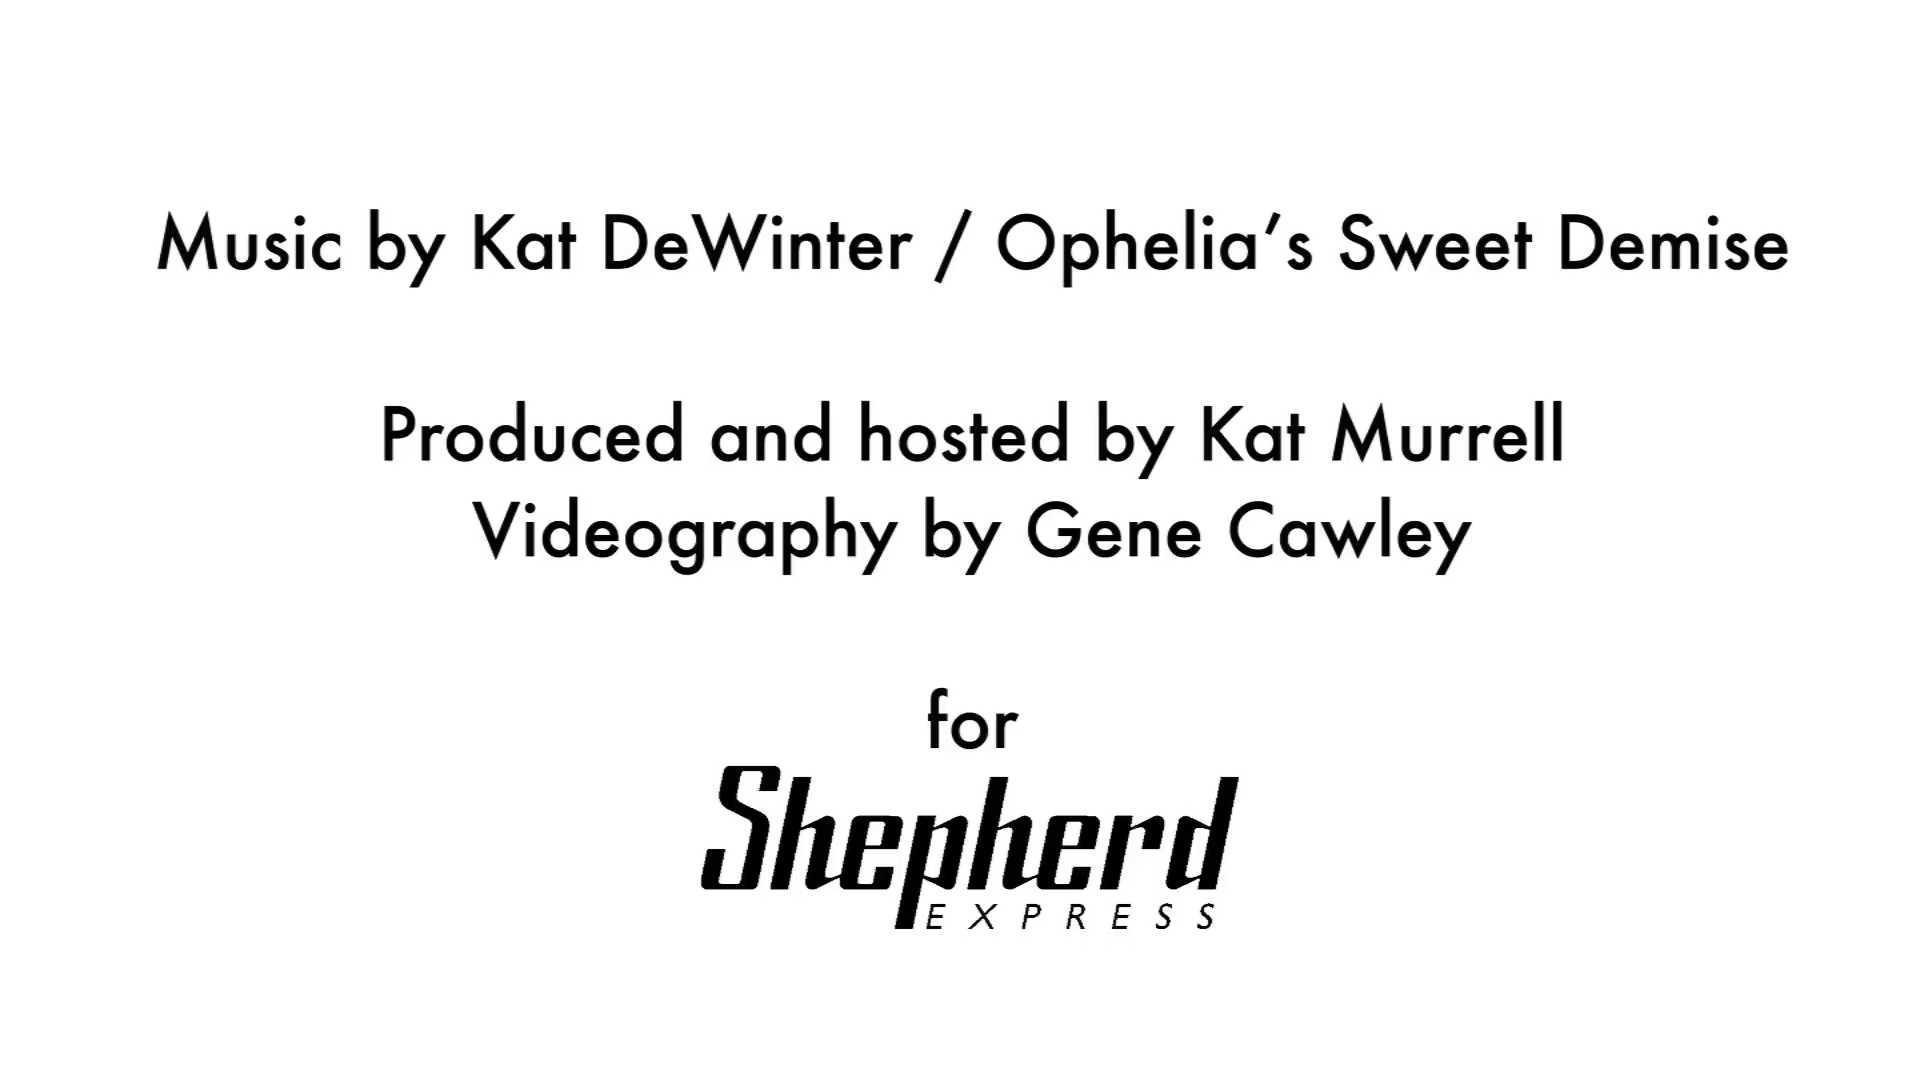 Music by Kat DeWinter / Ophelia's Sweet Demise
Produced and hosted by Kat Murrell
Videography by Gene Cawley
for
Shepherd
EXPRESS